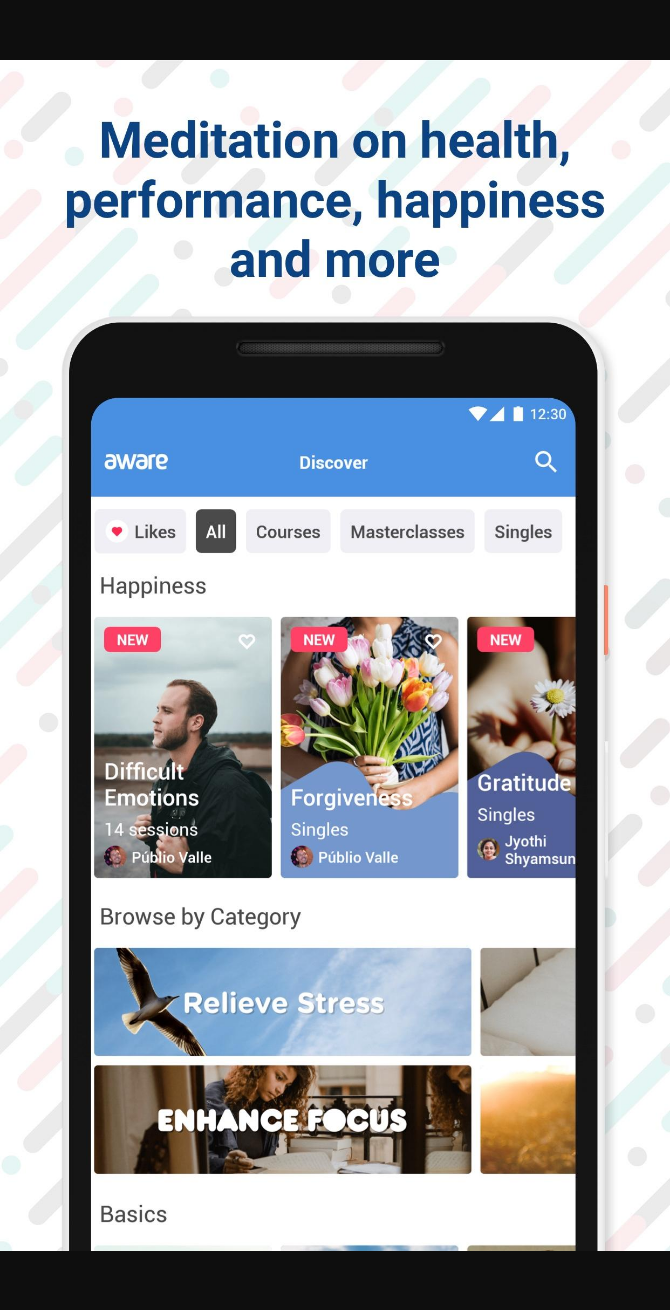 Meditation on health,
performance, happiness
and more
12:30
aware
Discover
Likes
All
Courses
Masterclasses
Singles
Happiness
NEW
Difficult
Emotions
14 sessions
Públio Valle
NEW
Forgiveness
Singles
Públio Valle
NEW
Gratitude
Singles
Jyothi
Shyamsun
Browse by Category
Relieve Stress
ENHANCE FOCUS
Basics